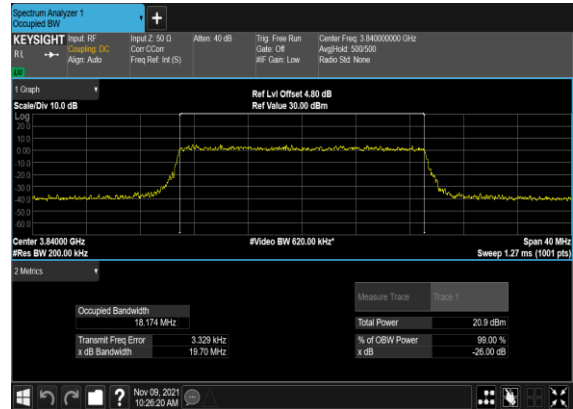 Spectrum Analyzer 1
Occupied BW
KEYSIGHT Input: RF Input Z: 50 Ω Atten: 40 dB Trig: Free Run Center Freq: 3.840000000 GHz
R L Coupling: DC Corr CCorr Gate: Off Avg|Hold: 500/500
Align: Auto Freq Ref: Int (S) #IF Gain: Low Radio Std: None
1 Graph
Ref Lvl Offset 4.80 dB
Scale/Div 10.0 dB Ref Value 30.00 dBm
Log
20.0
10.0
0.00
-10.0
-20.0
-30.0
-40.0
-50.0
-60.0
Center 3.84000 GHz #Video BW 620.00 kHz* Span 40 MHz
#Res BW 200.00 kHz Sweep 1.27 ms (1001 pts)
2 Metrics
Measure Trace Trace 1
Occupied Bandwidth
18.174 MHz Total Power 20.9 dBm
Transmit Freq Error 3.329 kHz % of OBW Power 99.00 %
x dB Bandwidth 19.70 MHz x dB -26.00 dB
Nov 09, 2021
10:26:20 AM